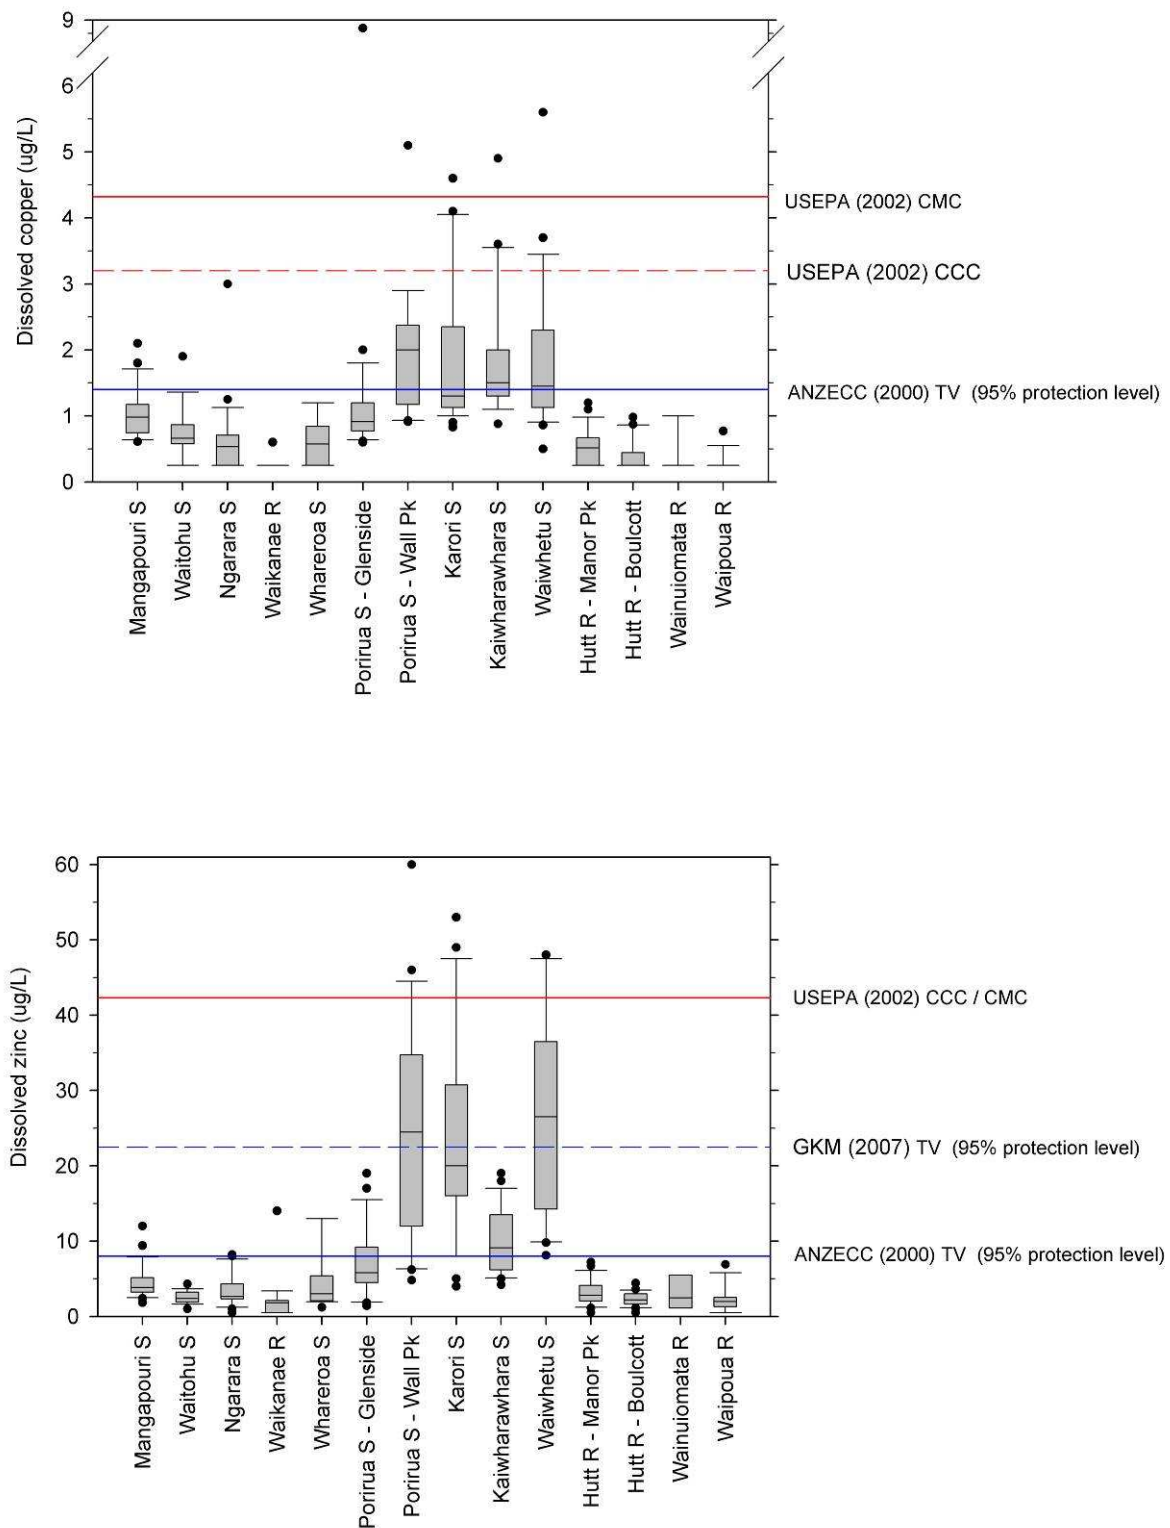 9
6
5
4
3
2
1
0
Dissolved copper (ug/L)
USEPA (2002) CMC
USEPA (2002) CCC
ANZECC (2000) TV (95% protection level)
Mangapouri S
Waitohu S
Ngarara S
Waikanae R
Whareroa S
Porirua S - Glenside
Porirua S - Wall Pk
Karori S
Kaiwharawhara S
Waiwhetu S
Hutt R - Manor Pk
Hutt R - Boulcott
Wainuiomata R
Waipoua R
60
50
40
30
20
10
0
Dissolved zinc (ug/L)
USEPA (2002) CCC / CMC
GKM (2007) TV (95% protection level)
ANZECC (2000) TV (95% protection level)
Mangapouri S
Waitohu S
Ngarara S
Waikanae R
Whareroa S
Porirua S - Glenside
Porirua S - Wall Pk
Karori S
Kaiwharawhara S
Waiwhetu S
Hutt R - Manor Pk
Hutt R - Boulcott
Wainuiomata R
Waipoua R